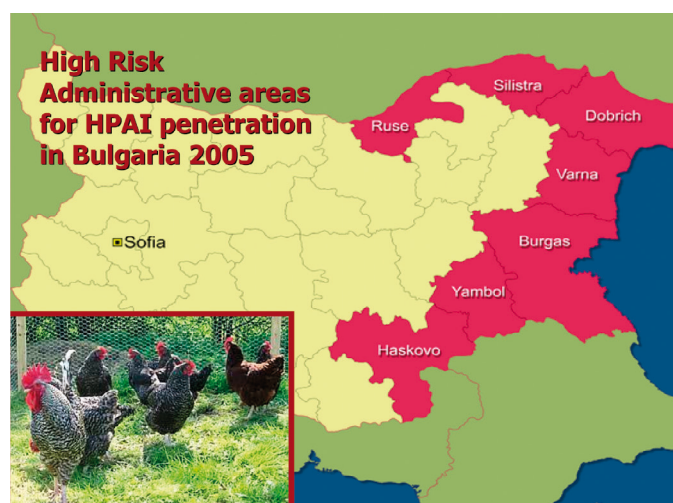 High Risk
Administrative areas
for HPAI penetration
in Bulgaria 2005
Silistra
Dobrich
Ruse
Varna
Sofia
Burgas
Yambol
Haskovo